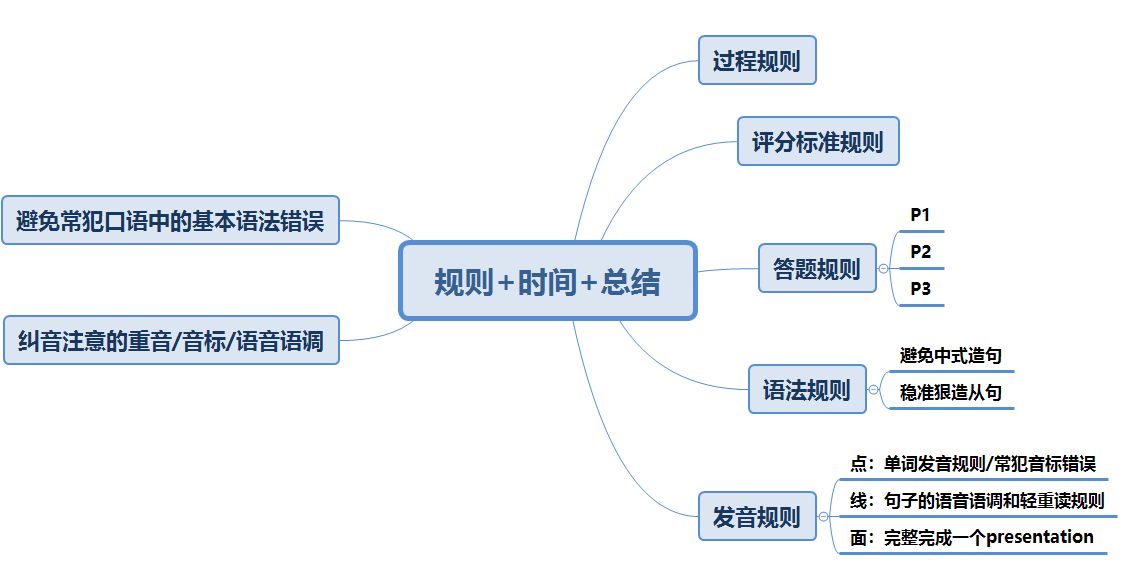 过程规则
评分标准规则
避免常犯口语中的基本语法错误
P1
P2
P3
答题规则
规则+时间+总结
纠音注意的重音/音标/语音语调
避免中式造句
稳准狠造从句
语法规则
点：单词发音规则/常犯音标错误
线：句子的语音语调和轻重读规则
面：完整完成一个presentation
发音规则